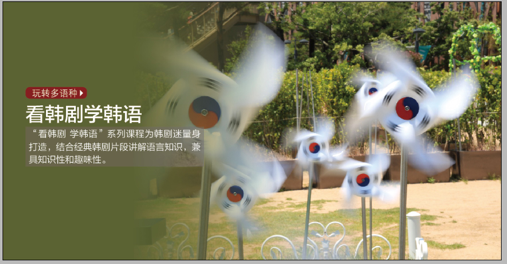 玩转多语种
看韩剧学韩语
“看韩剧 学韩语”系列课程为韩剧迷量身
打造，结合经典韩剧片段讲解语言知识，兼
具知识性和趣味性。